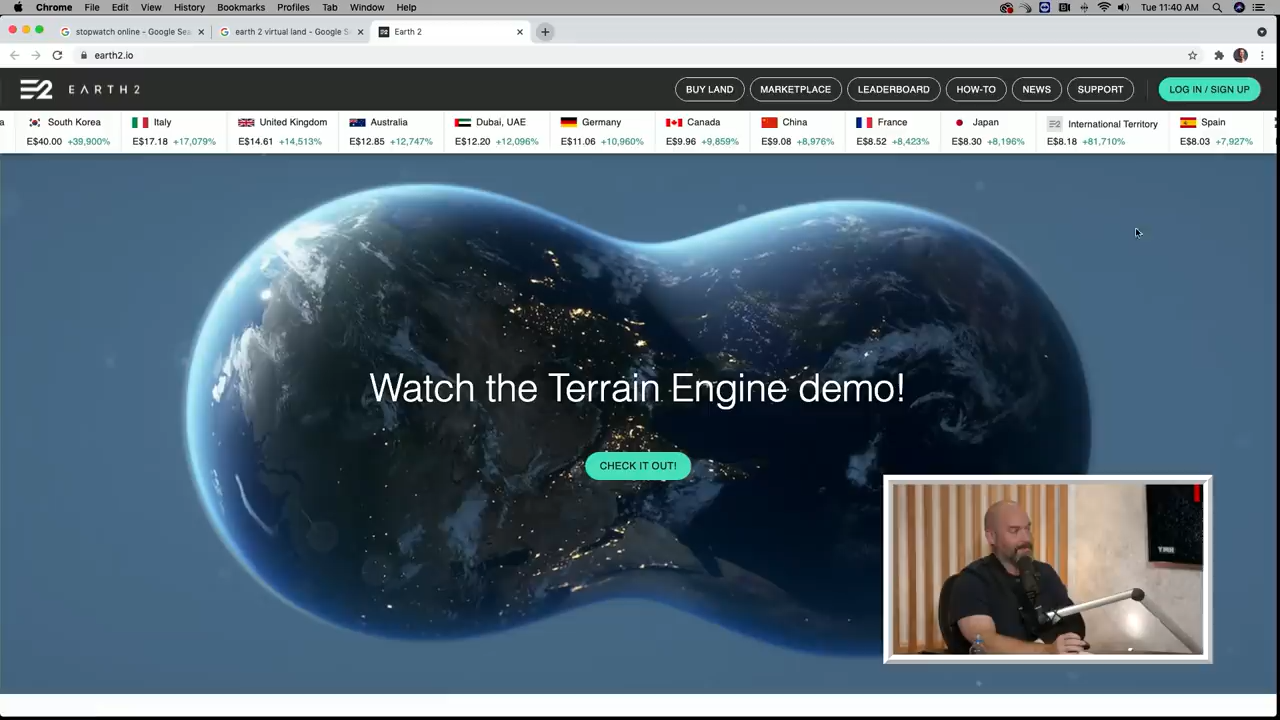 Chrome File Edit View History Bookmarks Profiles Tab Window Help Tue 11:40 AM
stopwatch online - Google Sea earth 2 virtual land - Google S Earth 2
earth2.io
E2 EARTH2 BUY LAND MARKETPLACE LEADERBOARD HOW-TO NEWS SUPPORT LOG IN / SIGN UP
a South Korea Italy United Kingdom Australia Dubai, UAE Germany Canada China France Japan International Territory Spain
E$40.00 +39,900% E$17.18 +17,079% E$14.61 +14,513% E$12.85 +12,747% E$12.20 +12,096% E$11.06 +10,960% E$9.96 +9,859% E$9.08 +8,976% E$8.52 +8,423% E$8.30 +8,196% E$8.18 +81,710% E$8.03 +7,927%
Watch the Terrain Engine demo!
CHECK IT OUT!